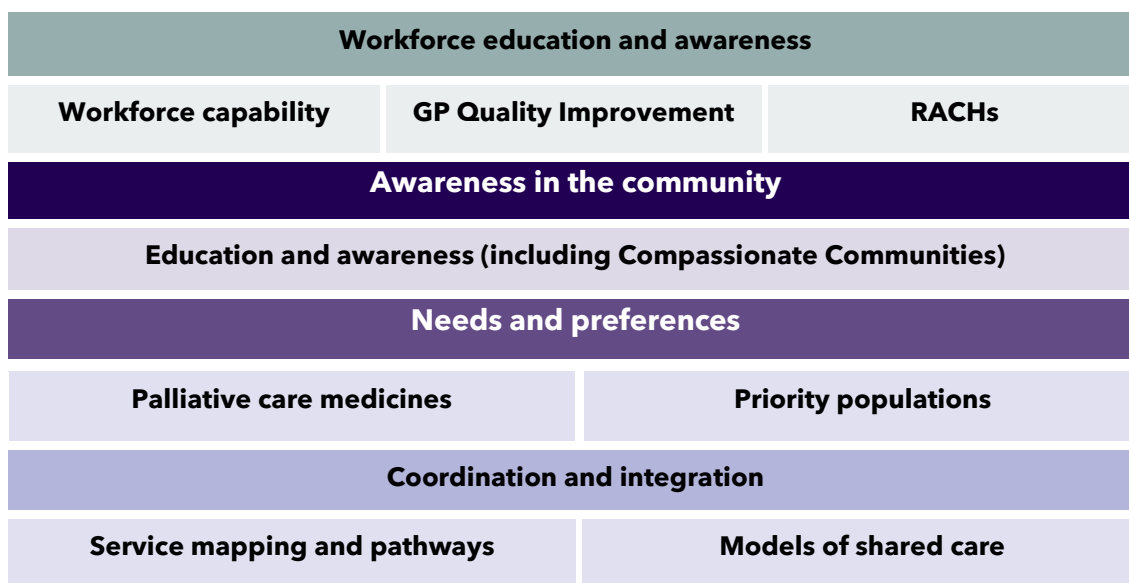 Workforce education and awareness
Workforce capability
GP Quality Improvement
RACHs
Awareness in the community
Education and awareness (including Compassionate Communities)
Needs and preferences
Palliative care medicines
Priority populations
Coordination and integration
Service mapping and pathways
Models of shared care